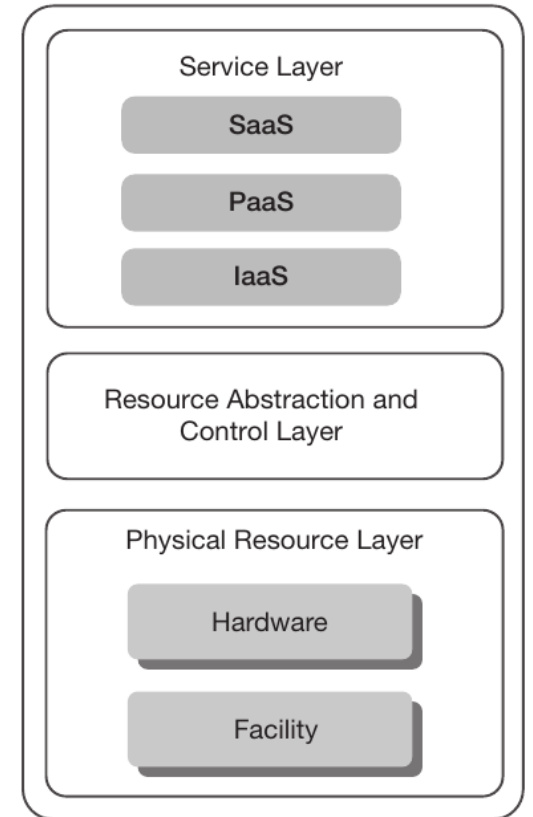 Service Layer
SaaS
PaaS
IaaS
Resource Abstraction and
Control Layer
Physical Resource Layer
Hardware
Facility